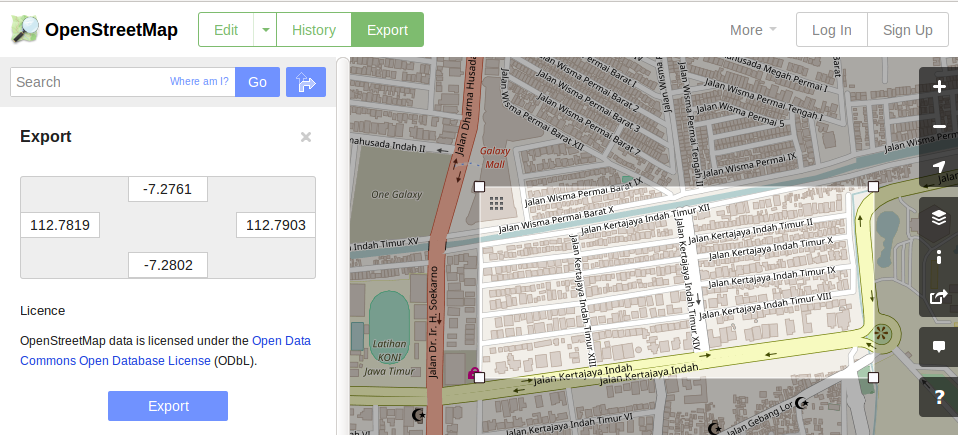 OpenStreetMap
Edit
History
Export
More
Log In
Sign Up
Search
Where am I?
Go
Export
×
-7.2761
112.7819
112.7903
-7.2802
Licence
OpenStreetMap data is licensed under the Open Data
Commons Open Database License (ODbL).
Export
Jalan Dharma Husada
Jalan Wisma Permai Barat 2
Jalan Wisma Permai Barat 3
Jalan Wisma Permai Barat 7
Jalan Wisma Permai Barat XII
Jalan Wisma Permai Tengah I
Jalan Wisma Permai 5
Jalan Wisma Permai IX
Galaxy
Mall
One Galaxy
Jalan Wisma Permai Barat IX
Jalan Wisma Permai Barat X
Jalan Kertajaya Indah Timur XII
Jalan Kertajaya Indah Timur II
Jalan Kertajaya Indah Timur X
Jalan Kertajaya Indah Timur IX
Jalan Kertajaya Indah Timur VIII
Jalan Kertajaya Indah Timur XIII
Jalan Kertajaya Indah Timur XIV
Indah Timur XV
Jalan Dr. Ir. H. Soekarno
Latihan
KONI
Jawa Timur
Jalan Kertajaya Indah
Jalan Kertajaya Indah
Jalan Kertajaya Indah Timur VI
Jalan Gebang Lor
+
−
i
?